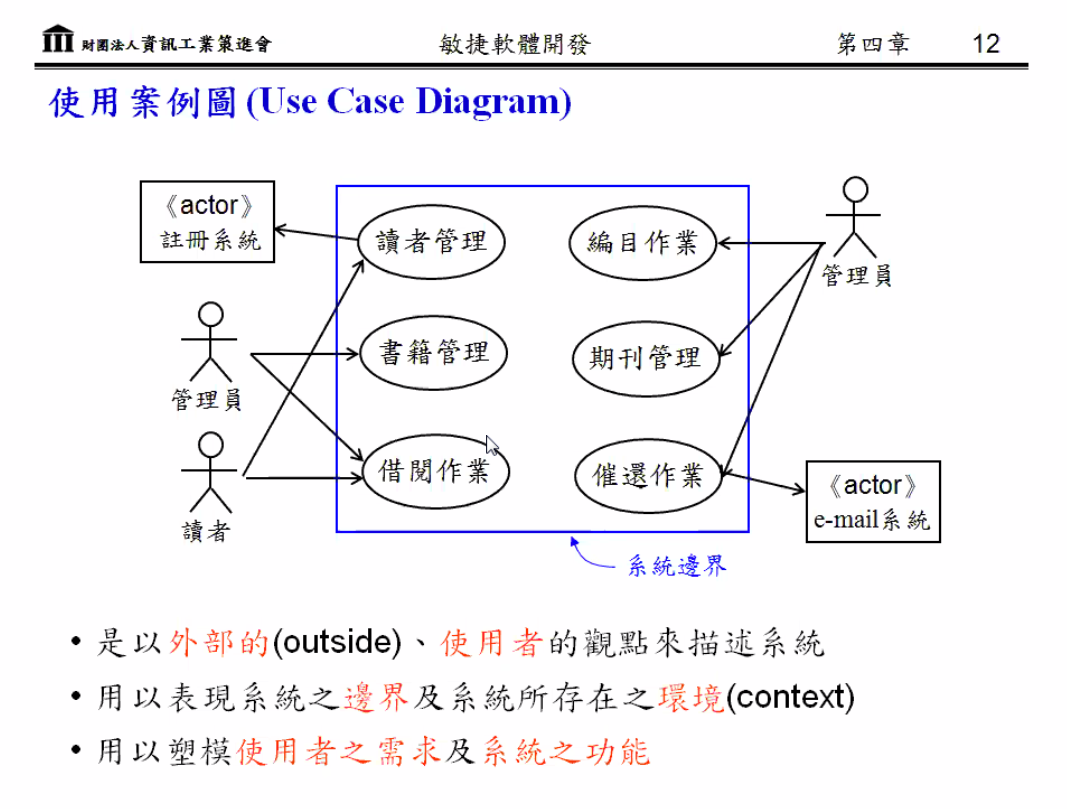 財團法人資訊工業策進會 敏捷軟體開發 第四章 12
使用案例圖(Use Case Diagram)
《actor》
註冊系統
讀者管理
編目作業
管理員
書籍管理
期刊管理
管理員
借閱作業
催還作業
《actor》
e-mail系統
讀者
系統邊界
• 是以外部的(outside)、使用者的觀點來描述系統
• 用以表現系統之邊界及系統所存在之環境(context)
• 用以塑模使用者之需求及系統之功能